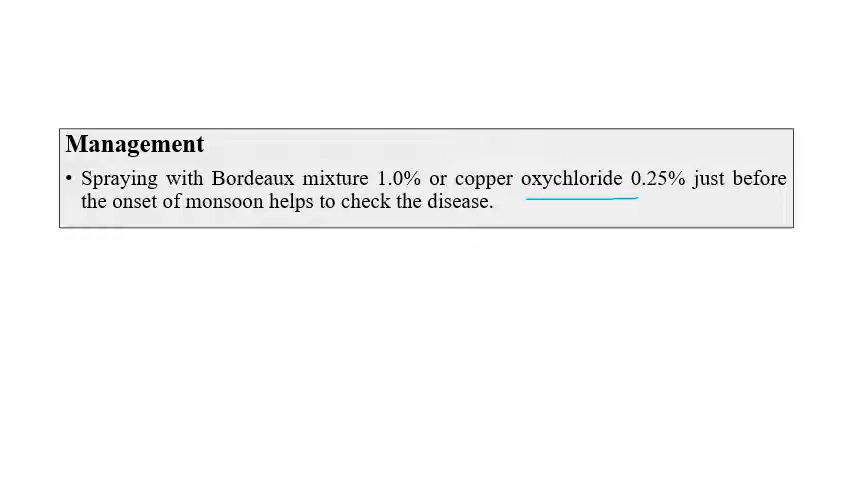 Management
• Spraying with Bordeaux mixture 1.0% or copper oxychloride 0.25% just before
the onset of monsoon helps to check the disease.